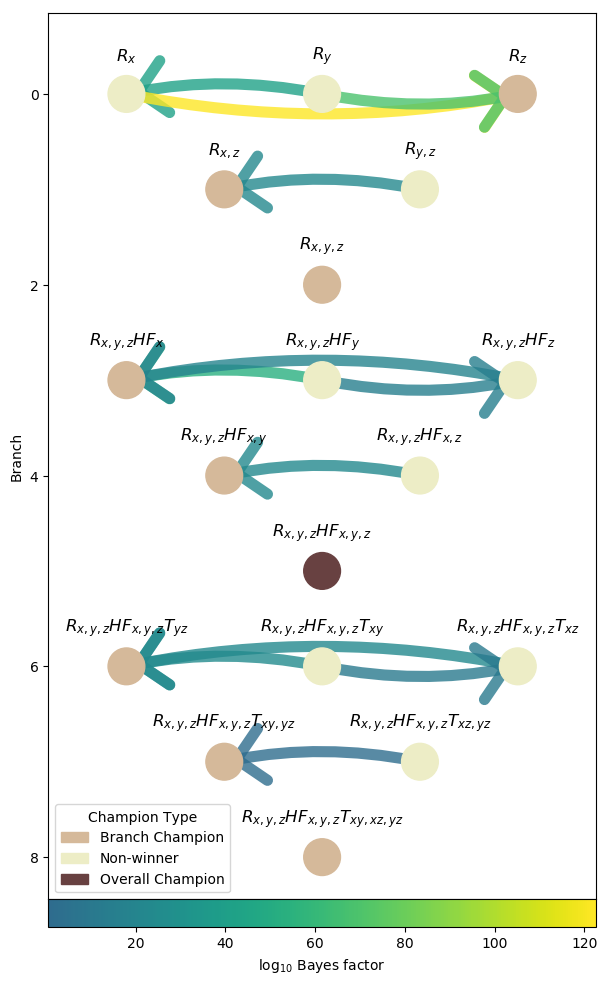 R_x R_y R_z
0
R_{x,z} R_{y,z}
R_{x,y,z}
2
R_{x,y,z}HF_x R_{x,y,z}HF_y R_{x,y,z}HF_z
R_{x,y,z}HF_{x,y} R_{x,y,z}HF_{x,z}
Branch
4
R_{x,y,z}HF_{x,y,z}
R_{x,y,z}HF_{x,y,z}T_{yz} R_{x,y,z}HF_{x,y,z}T_{xy} R_{x,y,z}HF_{x,y,z}T_{xz}
6
R_{x,y,z}HF_{x,y,z}T_{xy,yz} R_{x,y,z}HF_{x,y,z}T_{xz,yz}
R_{x,y,z}HF_{x,y,z}T_{xy,xz,yz}
8
Champion Type
Branch Champion
Non-winner
Overall Champion
20 40 60 80 100 120
log_{10} Bayes factor